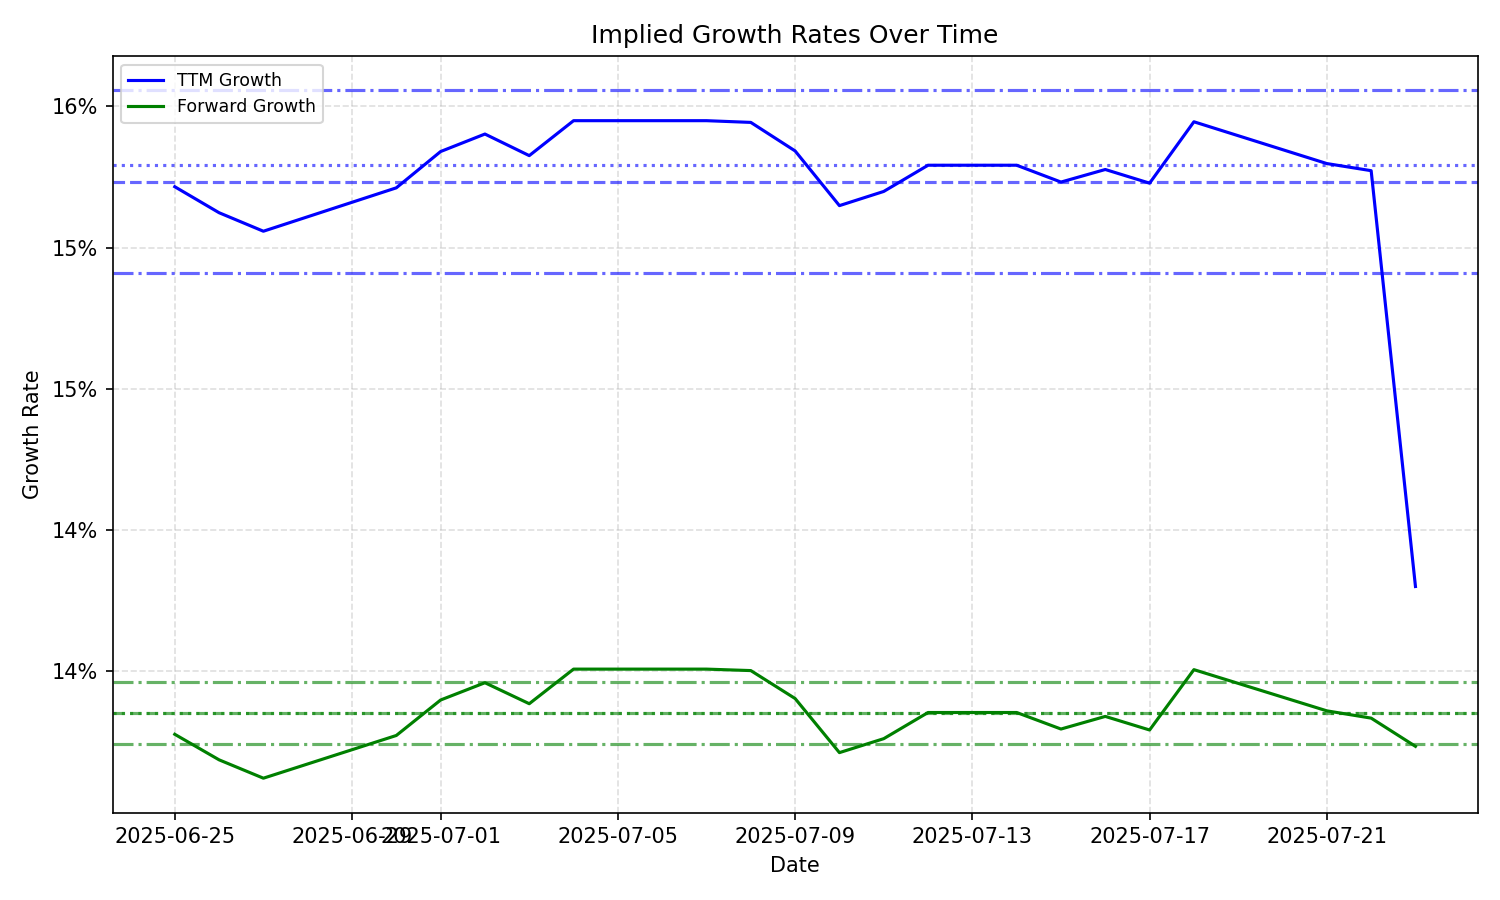 Implied Growth Rates Over Time
TTM Growth
Forward Growth
16%
15%
15%
14%
14%
Growth Rate
2025-06-25
2025-06-29
2025-07-01
2025-07-05
2025-07-09
2025-07-13
2025-07-17
2025-07-21
Date